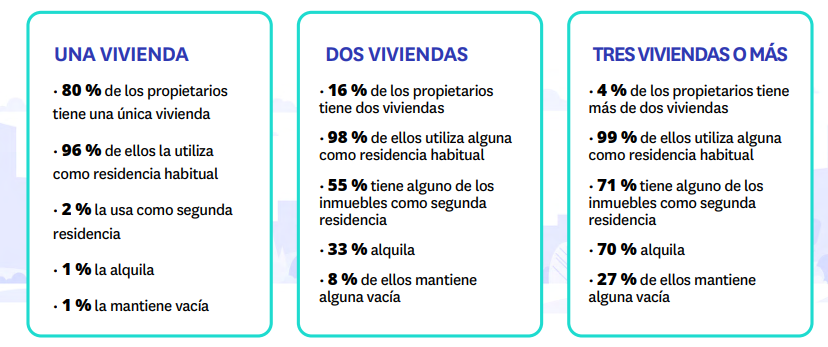 UNA VIVIENDA
· 80 % de los propietarios
tiene una única vivienda
· 96 % de ellos la utiliza
como residencia habitual
· 2 % la usa como segunda
residencia
· 1 % la alquila
· 1 % la mantiene vacía
DOS VIVIENDAS
· 16 % de los propietarios
tiene dos viviendas
· 98 % de ellos utiliza alguna
como residencia habitual
· 55 % tiene alguno de los
inmuebles como segunda
residencia
· 33 % alquila
· 8 % de ellos mantiene
alguna vacía
TRES VIVIENDAS O MÁS
· 4 % de los propietarios tiene
más de dos viviendas
· 99 % de ellos utiliza alguna
como residencia habitual
· 71 % tiene alguno de los
inmuebles como segunda
residencia
· 70 % alquila
· 27 % de ellos mantiene
alguna vacía